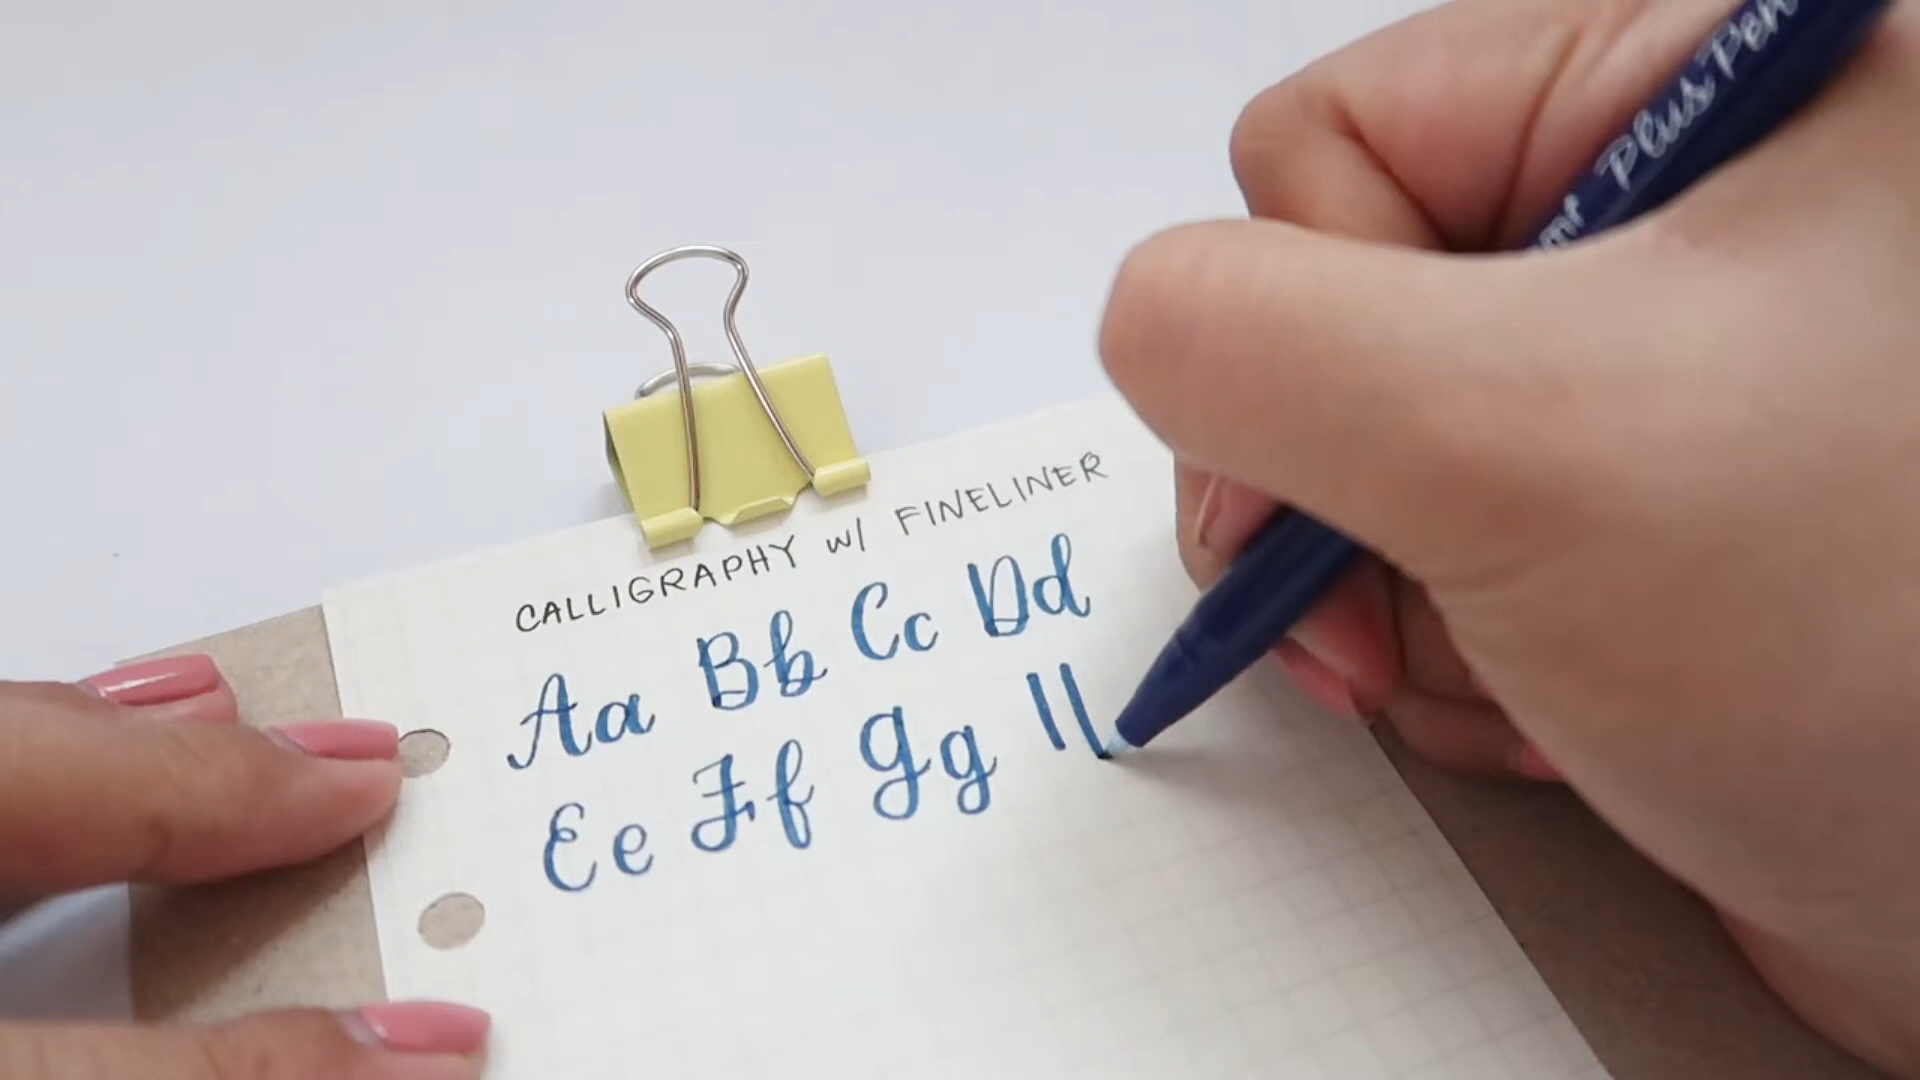 Plus Pen
CALLIGRAPHY w/ FINELINER
Aa Bb Cc Dd
Ee Ff Gg